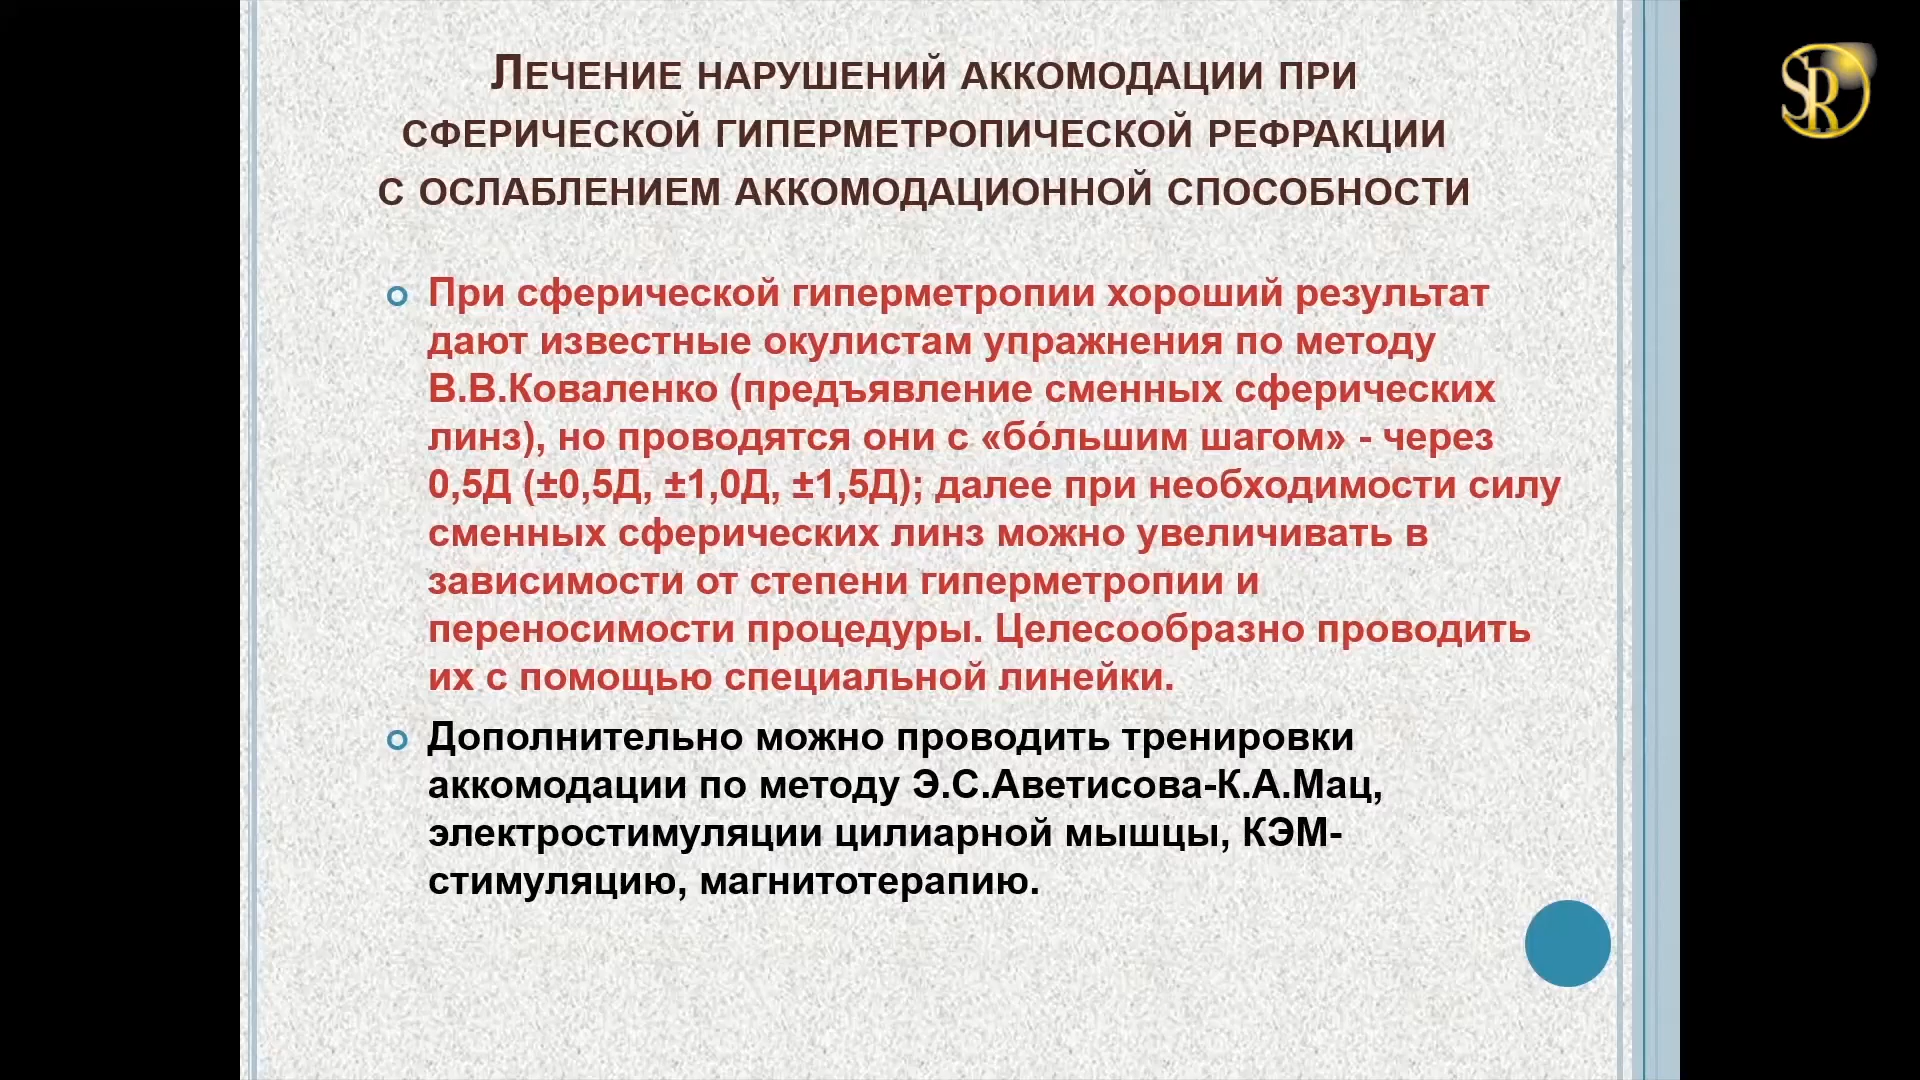 Лечение нарушений аккомодации при
сферической гиперметропической рефракции
с ослаблением аккомодационной способности
При сферической гиперметропии хороший результат
дают известные окулистам упражнения по методу
В.В.Коваленко (предъявление сменных сферических
линз), но проводятся они с «бо́льшим шагом» - через
0,5Д (±0,5Д, ±1,0Д, ±1,5Д); далее при необходимости силу
сменных сферических линз можно увеличивать в
зависимости от степени гиперметропии и
переносимости процедуры. Целесообразно проводить
их с помощью специальной линейки.
Дополнительно можно проводить тренировки
аккомодации по методу Э.С.Аветисова-К.А.Мац,
электростимуляции цилиарной мышцы, КЭМ-
стимуляцию, магнитотерапию.
SR